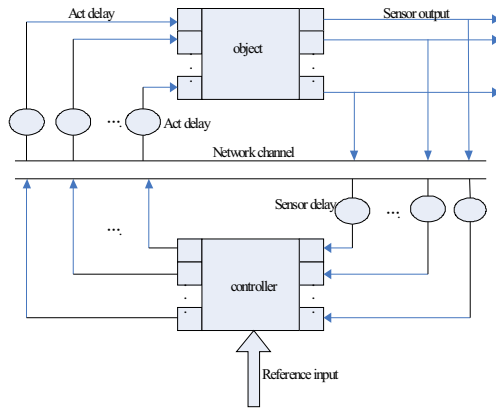 Act delay
Sensor output
object
....
Act delay
Network channel
Sensor delay
...
....
controller
Reference input